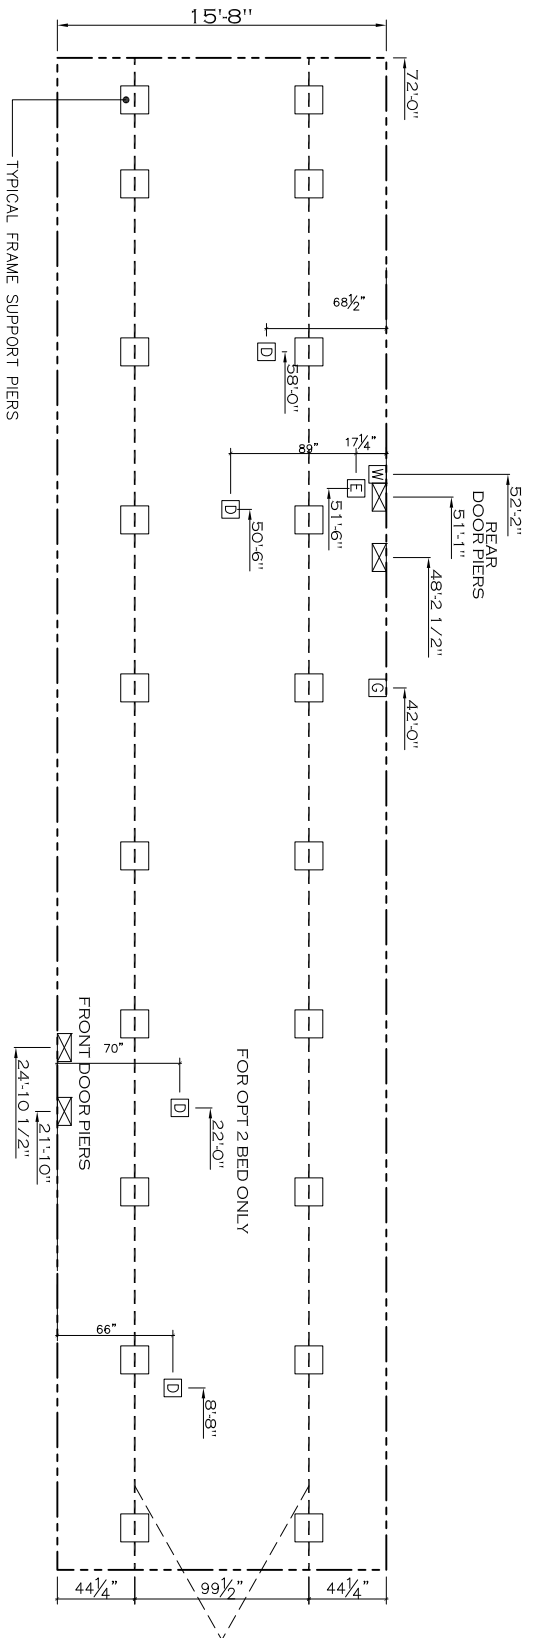 15'-8"
72'-0"
TYPICAL FRAME SUPPORT PIERS
68½"
D
58'-0"
89"
17¼"
W
E
52'-2"
REAR
DOOR PIERS
51'-1"
51'-6"
D
50'-6"
48'-2 1/2"
G
42'-0"
FRONT DOOR PIERS
70"
24'-10 1/2"
21'-10"
D
22'-0"
FOR OPT 2 BED ONLY
66"
D
8'-8"
44¼"
99½"
44¼"